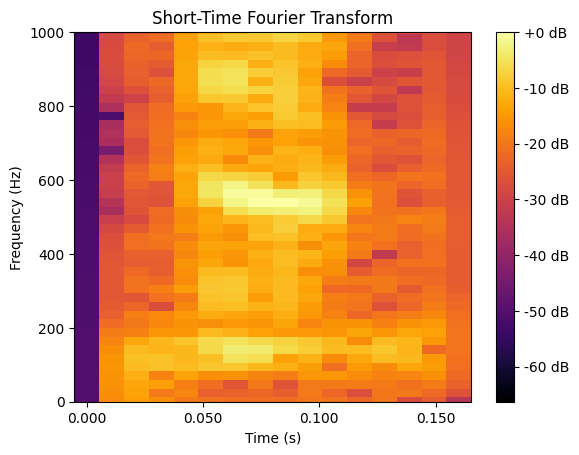 Short-Time Fourier Transform
1000
800
600
400
200
0
Frequency (Hz)
0.000
0.050
0.100
0.150
Time (s)
+0 dB
-10 dB
-20 dB
-30 dB
-40 dB
-50 dB
-60 dB